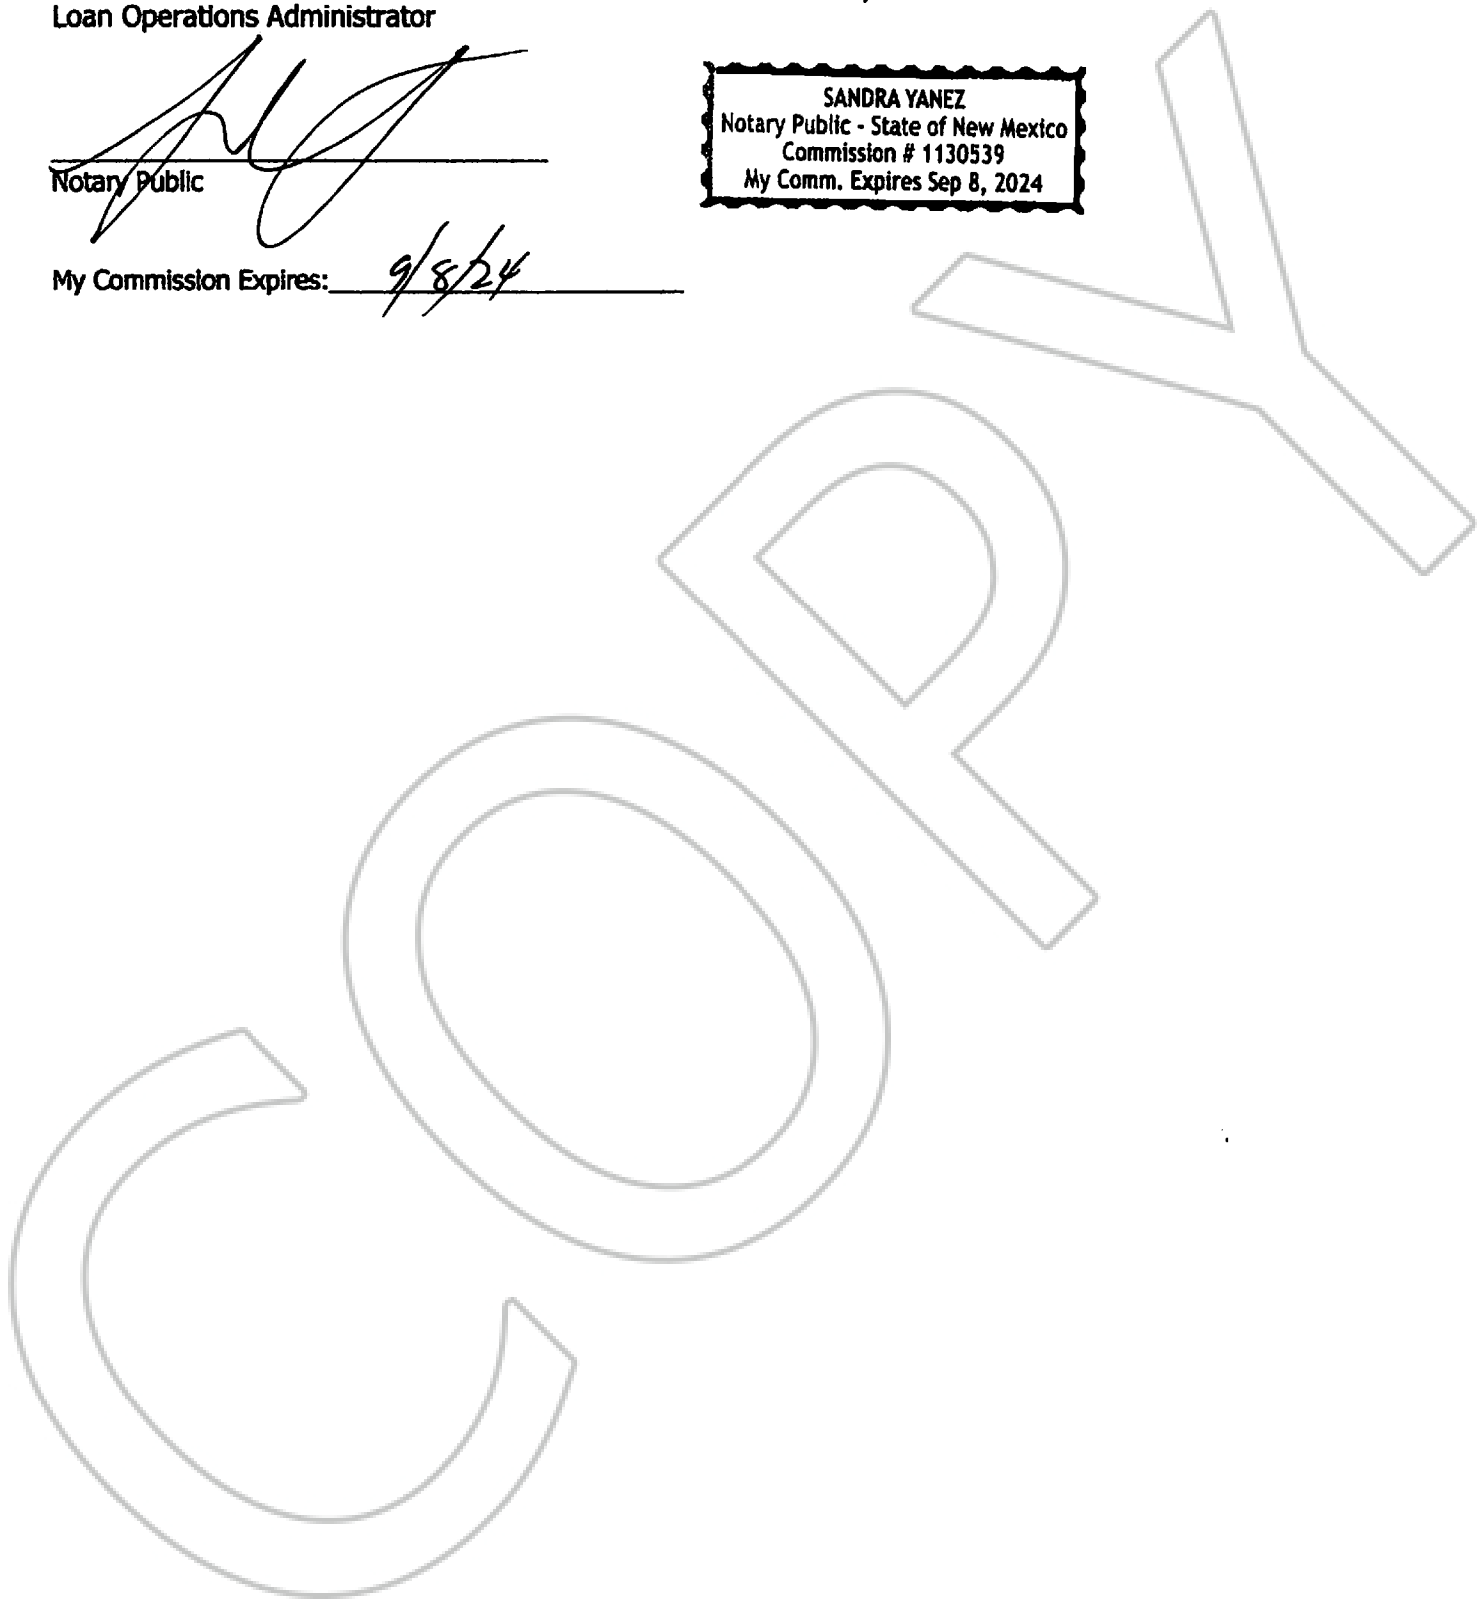 Loan Operations Administrator
SANDRA YANEZ
Notary Public - State of New Mexico
Commission # 1130539
My Comm. Expires Sep 8, 2024
Notary Public
My Commission Expires: 9/8/24
COPY